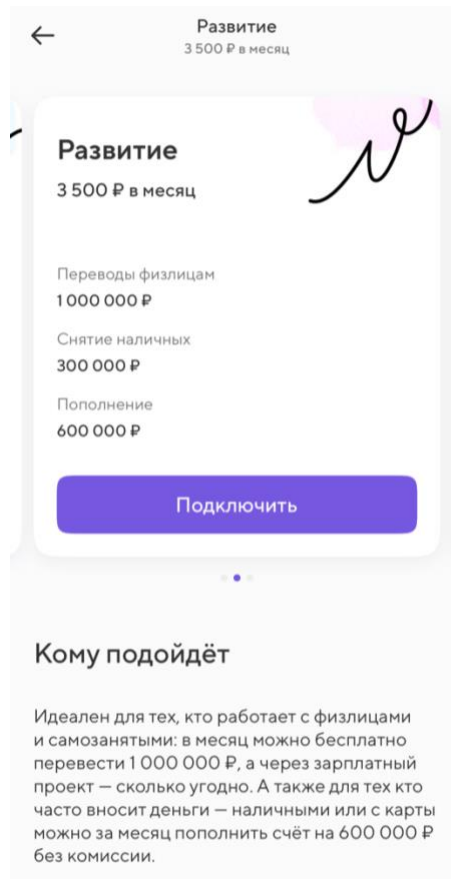 Развитие
3 500 ₽ в месяц
Развитие
3 500 ₽ в месяц
Переводы физлицам
1 000 000 ₽
Снятие наличных
300 000 ₽
Пополнение
600 000 ₽
Подключить
Кому подойдёт
Идеален для тех, кто работает с физлицами
и самозанятыми: в месяц можно бесплатно
перевести 1 000 000 ₽, а через зарплатный
проект — сколько угодно. А также для тех кто
часто вносит деньги — наличными или с карты
можно за месяц пополнить счёт на 600 000 ₽
без комиссии.